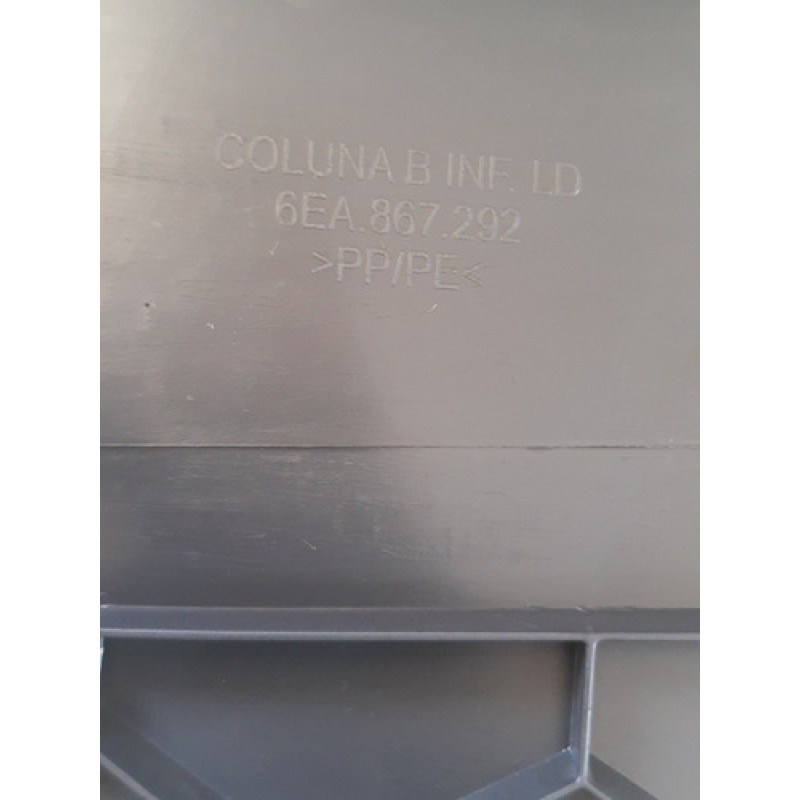 COLUNA B INF. LD
6EA.867.292
>PP/PE<